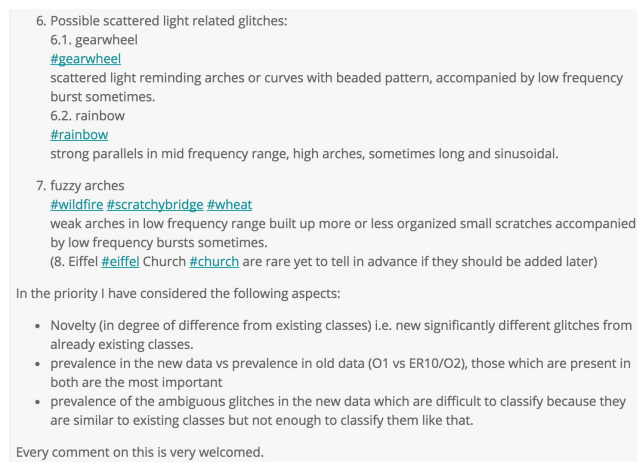 6. Possible scattered light related glitches:
6.1. gearwheel
#gearwheel
scattered light reminding arches or curves with beaded pattern, accompanied by low frequency
burst sometimes.
6.2. rainbow
#rainbow
strong parallels in mid frequency range, high arches, sometimes long and sinusoidal.
7. fuzzy arches
#wildfire #scratchybridge #wheat
weak arches in low frequency range built up more or less organized small scratches accompanied
by low frequency bursts sometimes.
(8. Eiffel #eiffel Church #church are rare yet to tell in advance if they should be added later)
In the priority I have considered the following aspects:
• Novelty (in degree of difference from existing classes) i.e. new significantly different glitches from
already existing classes.
• prevalence in the new data vs prevalence in old data (O1 vs ER10/O2), those which are present in
both are the most important
• prevalence of the ambiguous glitches in the new data which are difficult to classify because they
are similar to existing classes but not enough to classify them like that.
Every comment on this is very welcomed.